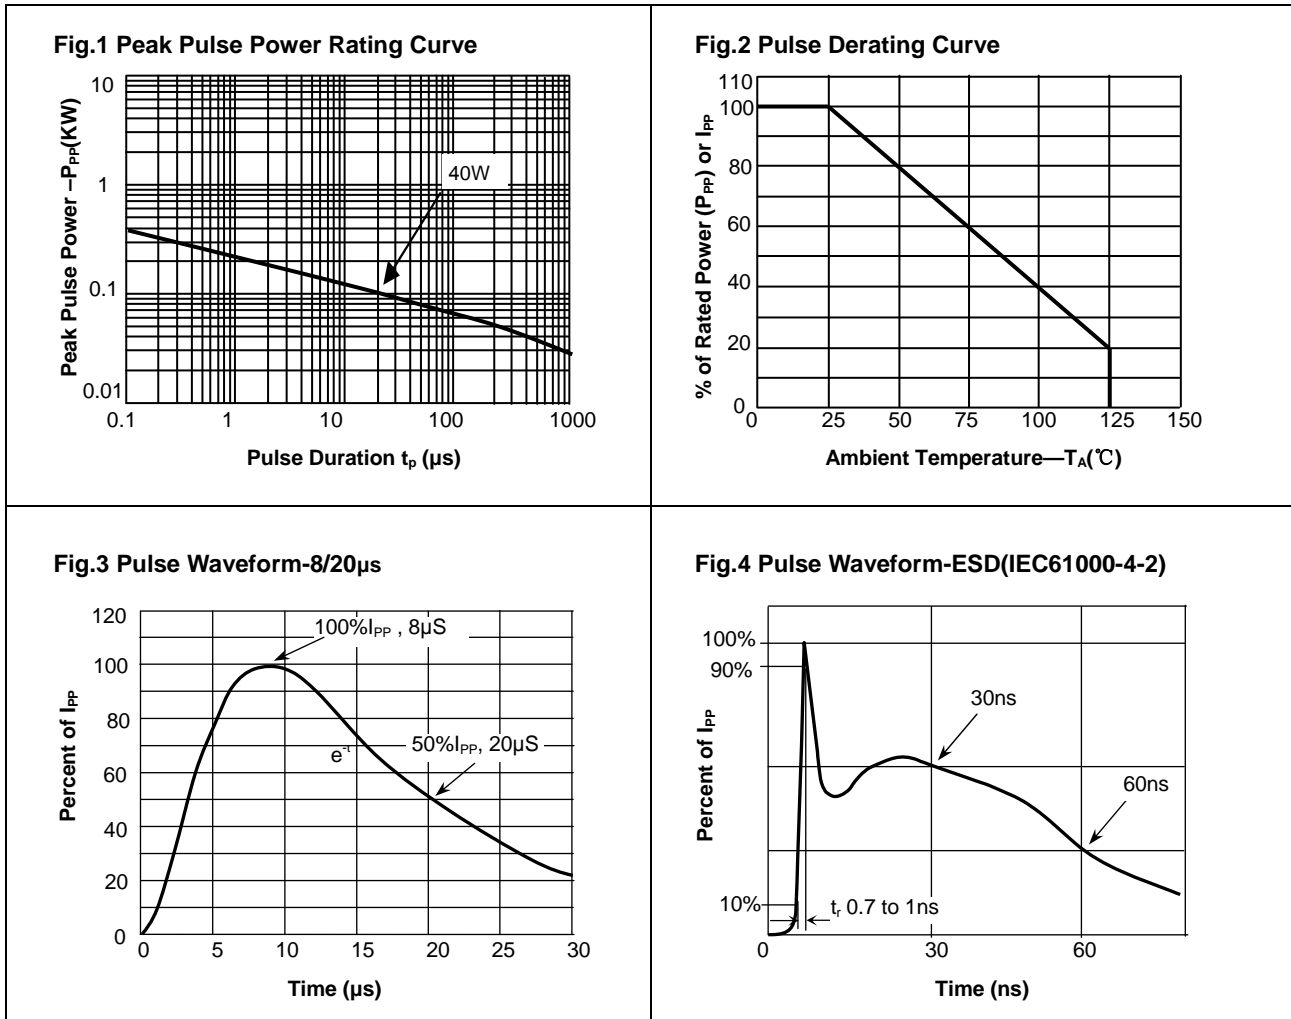 Fig.1 Peak Pulse Power Rating Curve
Peak Pulse Power –PPP(KW)
10
1
0.1
0.01
40W
0.1 1 10 100 1000
Pulse Duration tp (µs)
Fig.2 Pulse Derating Curve
% of Rated Power (PPP) or IPP
110
100
80
60
40
20
0
0 25 50 75 100 125 150
Ambient Temperature—TA(℃)
Fig.3 Pulse Waveform-8/20µs
Percent of IPP
120
100
80
60
40
20
0
100%IPP , 8µS
e-t
50%IPP, 20µS
0 5 10 15 20 25 30
Time (µs)
Fig.4 Pulse Waveform-ESD(IEC61000-4-2)
Percent of IPP
100%
90%
10%
30ns
60ns
tr 0.7 to 1ns
0 30 60
Time (ns)